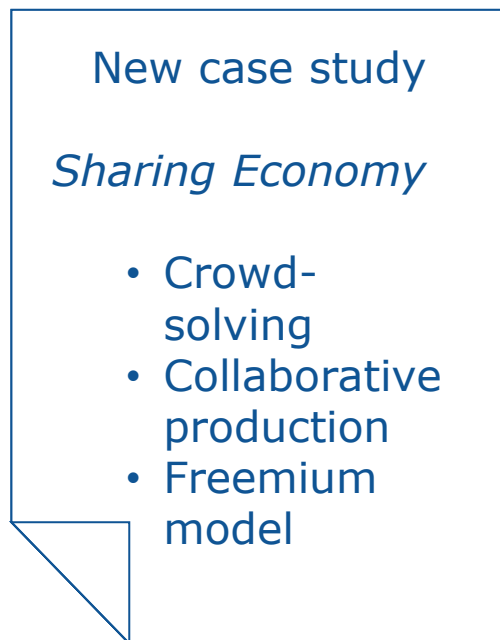 New case study
Sharing Economy
• Crowd-
solving
• Collaborative
production
• Freemium
model